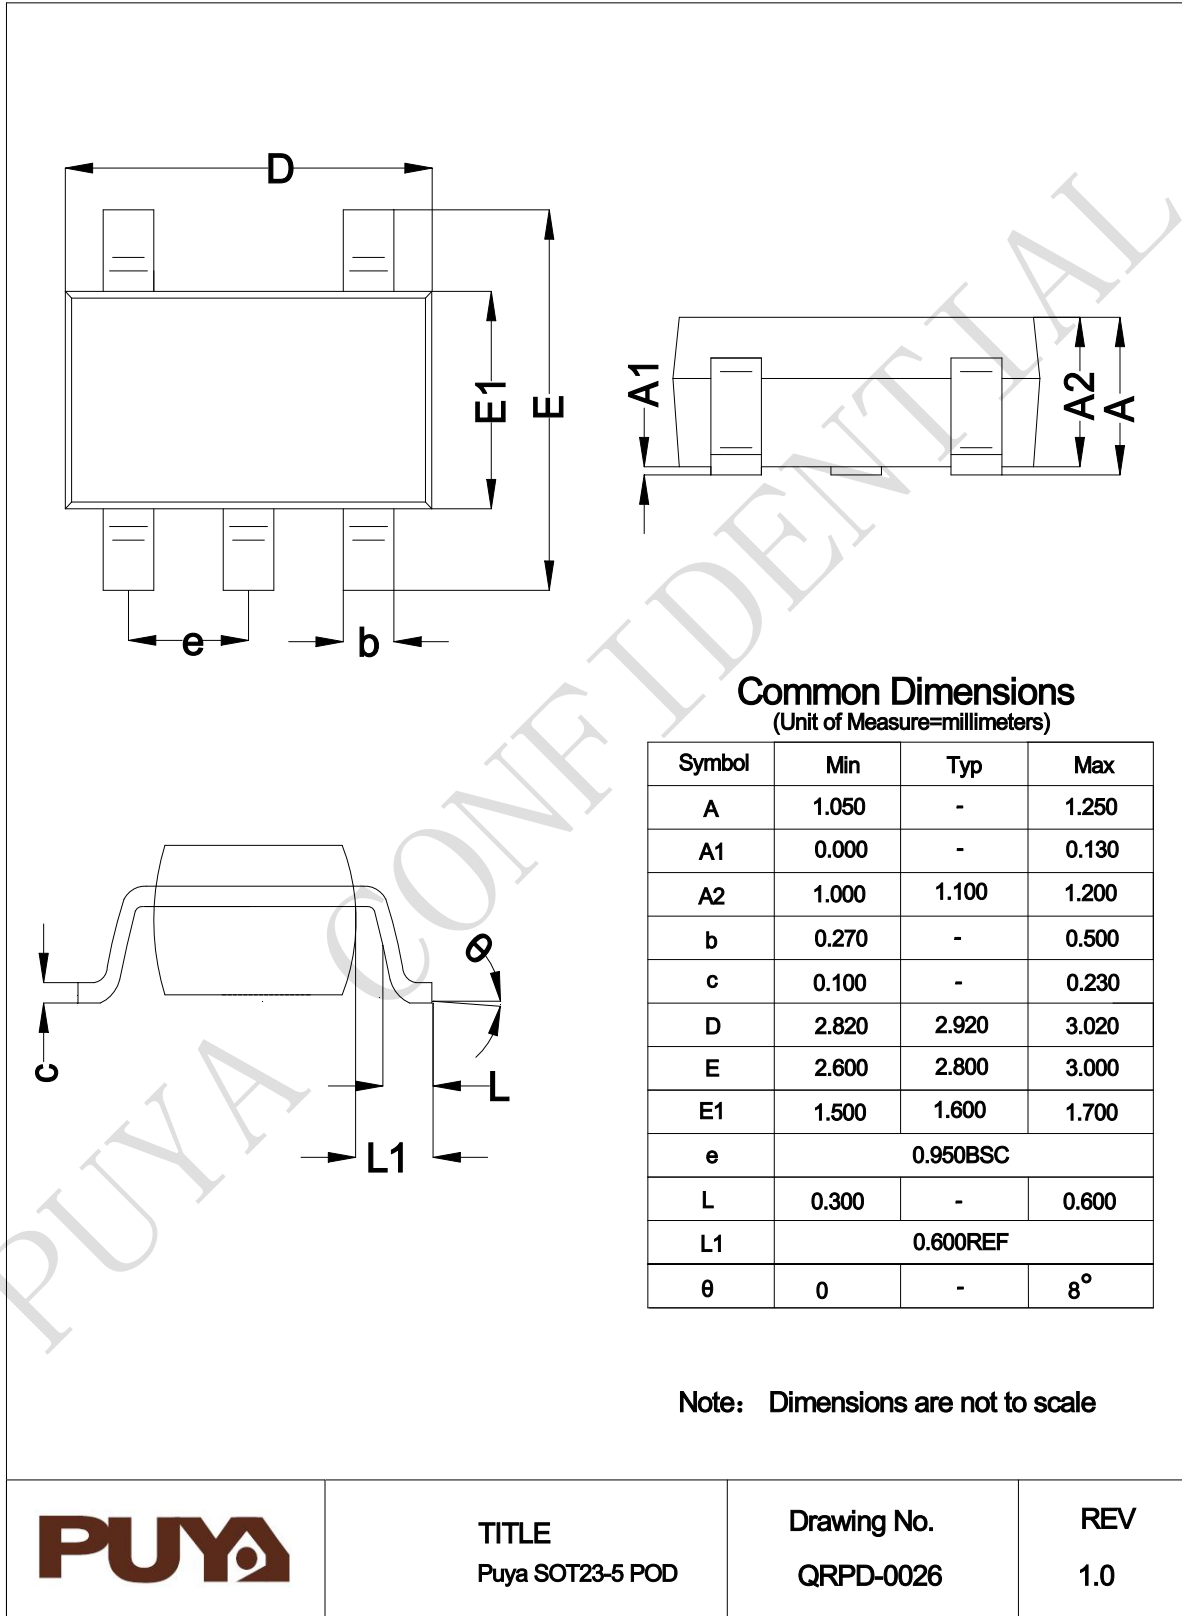 D
E1
E
A1
A2
A
e
b
Common Dimensions
(Unit of Measure=millimeters)
Symbol Min Typ Max
A 1.050 - 1.250
A1 0.000 - 0.130
A2 1.000 1.100 1.200
b 0.270 - 0.500
c 0.100 - 0.230
D 2.820 2.920 3.020
E 2.600 2.800 3.000
E1 1.500 1.600 1.700
e 0.950BSC
L 0.300 - 0.600
L1 0.600REF
θ 0 - 8°
θ
c
L
L1
PUYA CONFIDENTIAL
Note: Dimensions are not to scale
PUYA
TITLE
Puya SOT23-5 POD
Drawing No.
QRPD-0026
REV
1.0